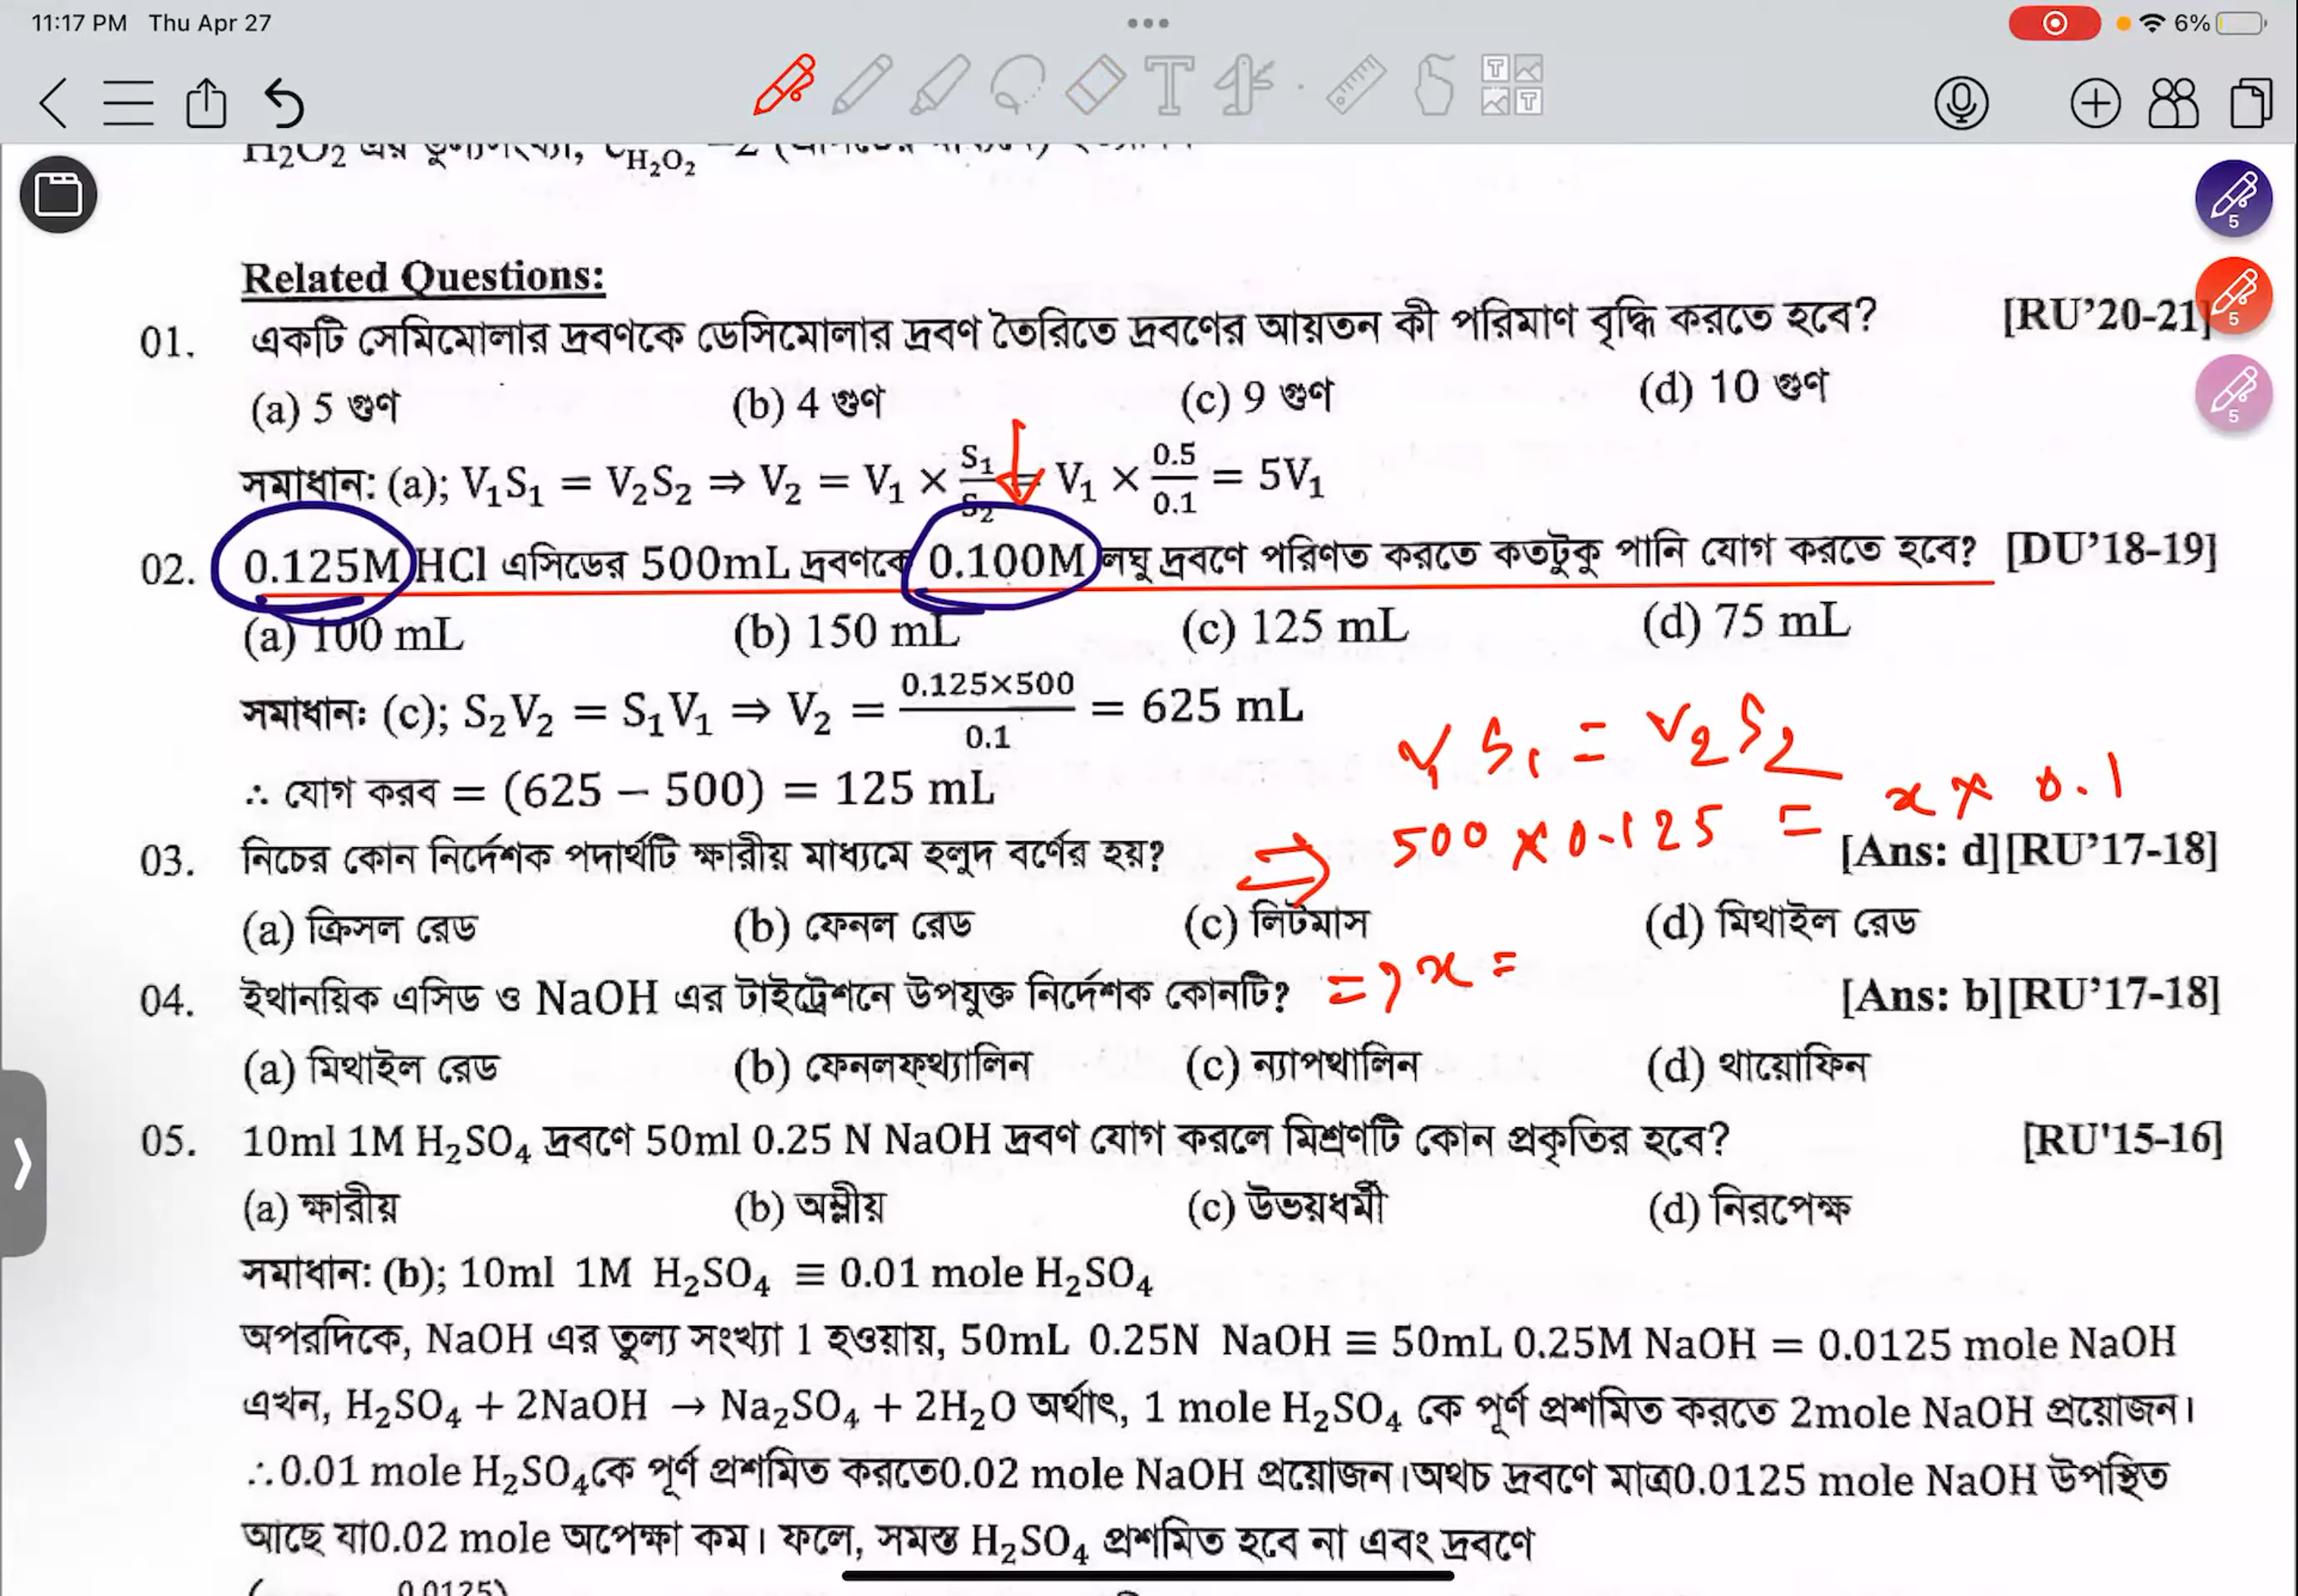 11:17 PM Thu Apr 27
6%
H₂O₂ এর তুল্যসংখ্যা,
Related Questions:
01. একটি সেমিমোলার দ্রবণকে ডেসিমোলার দ্রবণ তৈরিতে দ্রবণের আয়তন কী পরিমাণ বৃদ্ধি করতে হবে? [RU’20-21]
(a) 5 গুণ (b) 4 গুণ (c) 9 গুণ (d) 10 গুণ
সমাধান: (a); V₁S₁ = V₂S₂ ⇒ V₂ = V₁ × S₁/S₂ = V₁ × 0.5/0.1 = 5V₁
02. 0.125M HCl এসিডের 500mL দ্রবণকে 0.100M লঘু দ্রবণে পরিণত করতে কতটুকু পানি যোগ করতে হবে? [DU’18-19]
(a) 100 mL (b) 150 mL (c) 125 mL (d) 75 mL
সমাধানঃ (c); S₂V₂ = S₁V₁ ⇒ V₂ = 0.125×500/0.1 = 625 mL
V₁ S₁ = V₂ S₂
∴ যোগ করব = (625 − 500) = 125 mL
⇒ 500 × 0.125 = x × 0.1
03. নিচের কোন নির্দেশক পদার্থটি ক্ষারীয় মাধ্যমে হলুদ বর্ণের হয়? [Ans: d][RU’17-18]
(a) ক্রিসল রেড (b) ফেনল রেড (c) লিটমাস (d) মিথাইল রেড
⇒ x =
04. ইথানয়িক এসিড ও NaOH এর টাইট্রেশনে উপযুক্ত নির্দেশক কোনটি? [Ans: b][RU’17-18]
(a) মিথাইল রেড (b) ফেনলফ্থ্যালিন (c) ন্যাপথালিন (d) থায়োফিন
05. 10ml 1M H₂SO₄ দ্রবণে 50ml 0.25 N NaOH দ্রবণ যোগ করলে মিশ্রণটি কোন প্রকৃতির হবে? [RU'15-16]
(a) ক্ষারীয় (b) অম্লীয় (c) উভয়ধর্মী (d) নিরপেক্ষ
সমাধান: (b); 10ml 1M H₂SO₄ ≡ 0.01 mole H₂SO₄
অপরদিকে, NaOH এর তুল্য সংখ্যা 1 হওয়ায়, 50mL 0.25N NaOH ≡ 50mL 0.25M NaOH = 0.0125 mole NaOH
এখন, H₂SO₄ + 2NaOH → Na₂SO₄ + 2H₂O অর্থাৎ, 1 mole H₂SO₄ কে পূর্ণ প্রশমিত করতে 2mole NaOH প্রয়োজন।
∴0.01 mole H₂SO₄কে পূর্ণ প্রশমিত করতে0.02 mole NaOH প্রয়োজন।অথচ দ্রবণে মাত্র0.0125 mole NaOH উপস্থিত
আছে যা0.02 mole অপেক্ষা কম। ফলে, সমস্ত H₂SO₄ প্রশমিত হবে না এবং দ্রবণে
0.0125